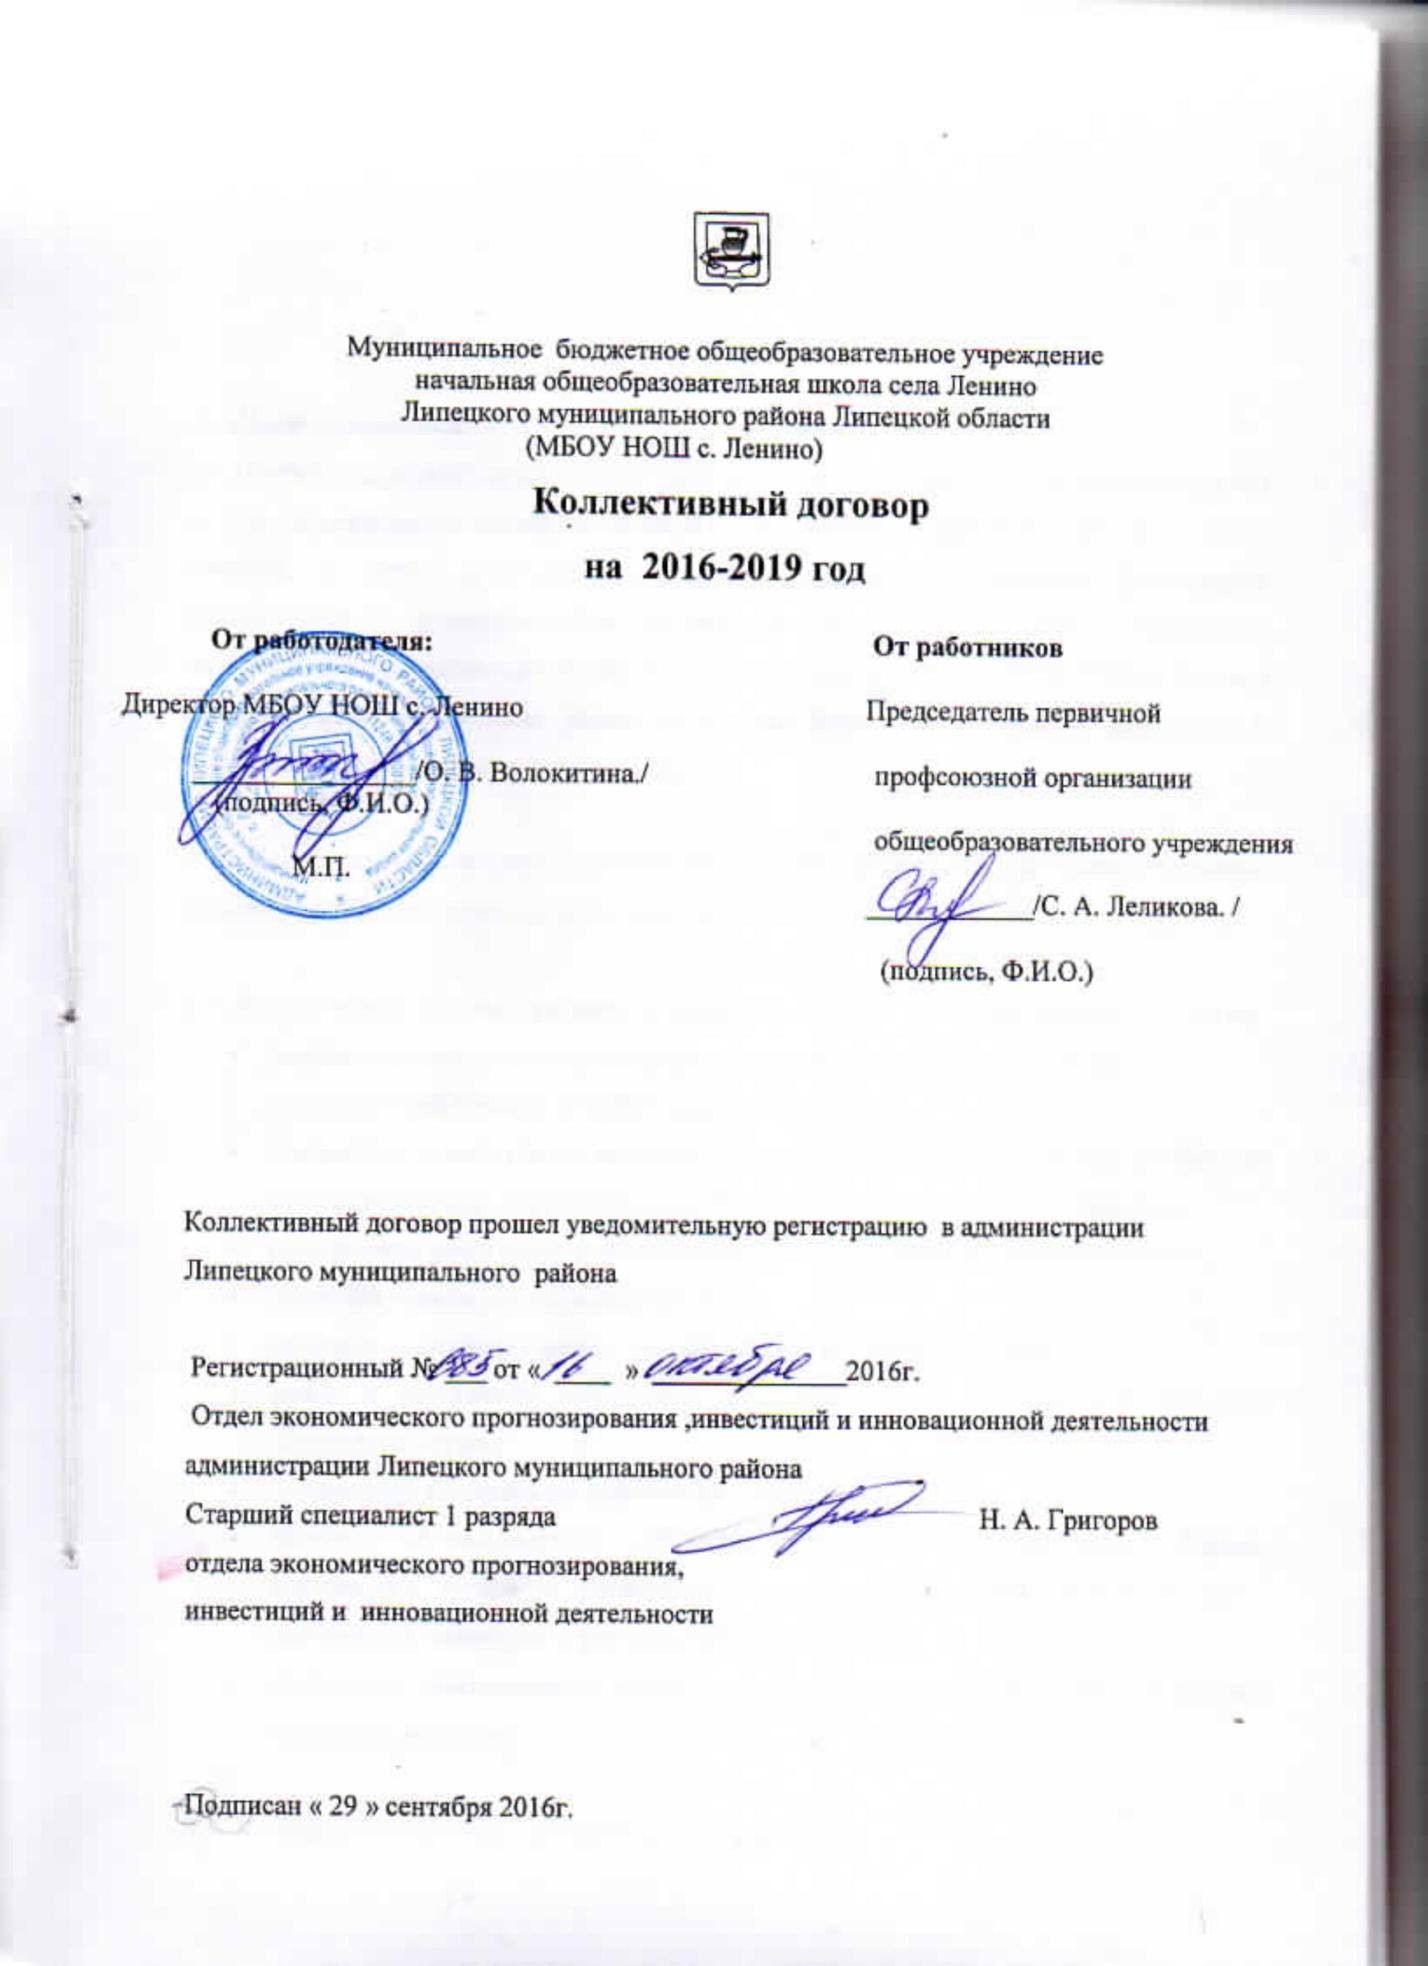 Муниципальное бюджетное общеобразовательное учреждение
начальная общеобразовательная школа села Ленино
Липецкого муниципального района Липецкой области
(МБОУ НОШ с. Ленино)
Коллективный договор
на 2016-2019 год
От работодателя:
Директор МБОУ НОШ с. Ленино
/О. В. Волокитина./
(подпись, Ф.И.О.)
М.П.
От работников
Председатель первичной
профсоюзной организации
общеобразовательного учреждения
/С. А. Леликова. /
(подпись, Ф.И.О.)
Коллективный договор прошел уведомительную регистрацию в администрации
Липецкого муниципального района
Регистрационный № от « 16 » октября 2016г.
Отдел экономического прогнозирования ,инвестиций и инновационной деятельности
администрации Липецкого муниципального района
Старший специалист 1 разряда Н. А. Григоров
отдела экономического прогнозирования,
инвестиций и инновационной деятельности
Подписан « 29 » сентября 2016г.